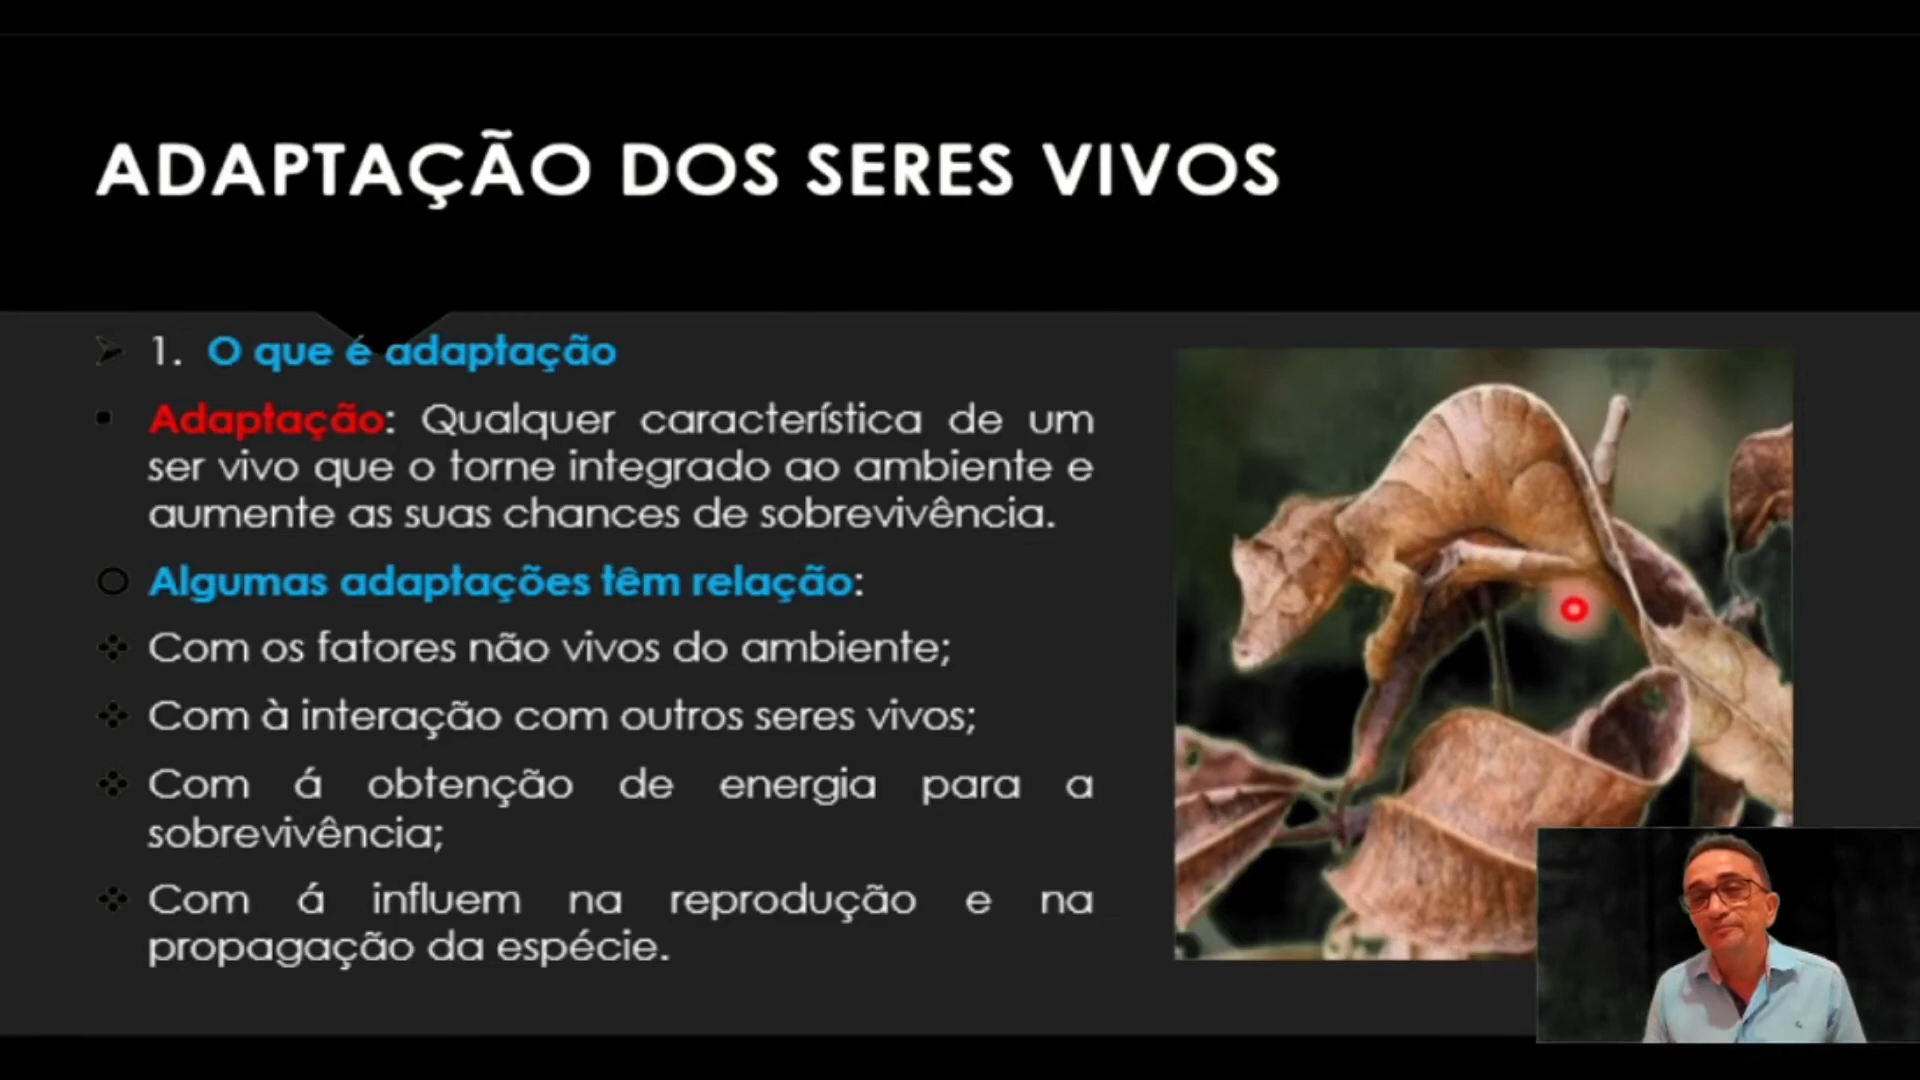 ADAPTAÇÃO DOS SERES VIVOS
1. O que é adaptação
Adaptação: Qualquer característica de um
ser vivo que o torne integrado ao ambiente e
aumente as suas chances de sobrevivência.
Algumas adaptações têm relação:
Com os fatores não vivos do ambiente;
Com à interação com outros seres vivos;
Com á obtenção de energia para a
sobrevivência;
Com á influem na reprodução e na
propagação da espécie.